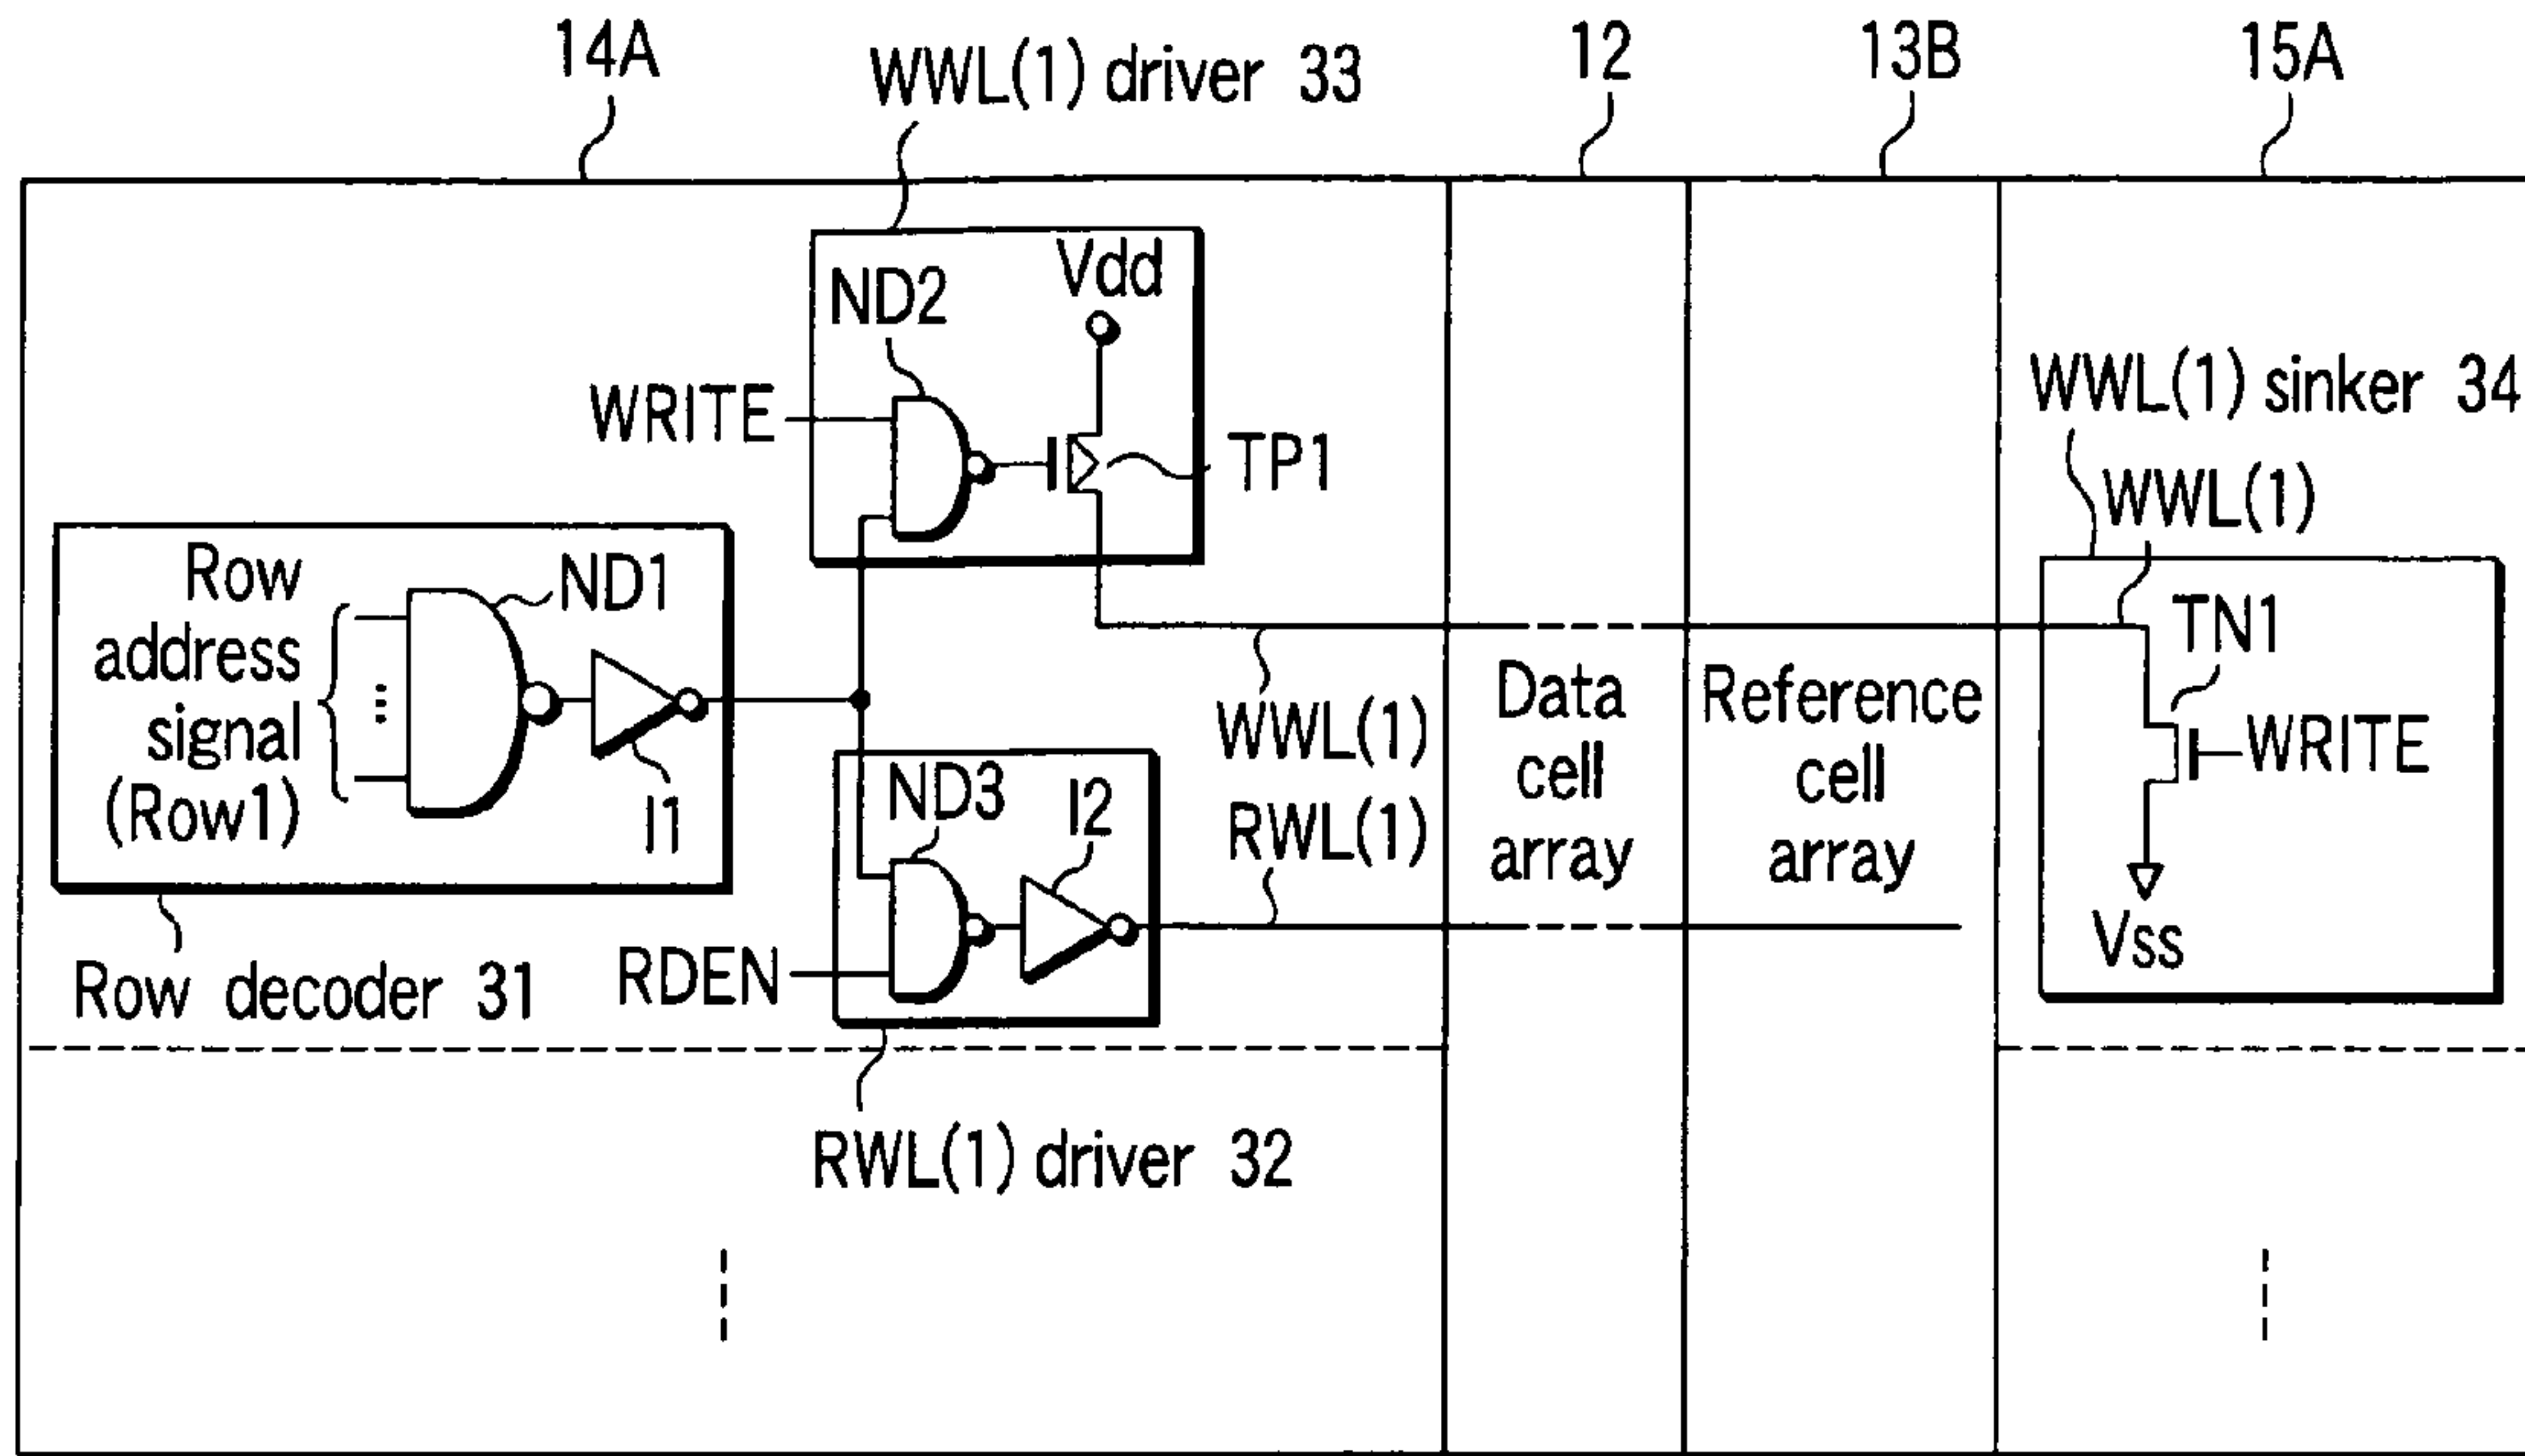 14A
WWL(1) driver 33
12
13B
15A
Vdd
ND2
WRITE
TP1
WWL(1) sinker 34
WWL(1)
Row
address
signal
(Row1)
...
ND1
I1
TN1
WRITE
Vss
WWL(1)
RWL(1)
Data
cell
array
Reference
cell
array
ND3
I2
RDEN
Row decoder 31
RWL(1) driver 32